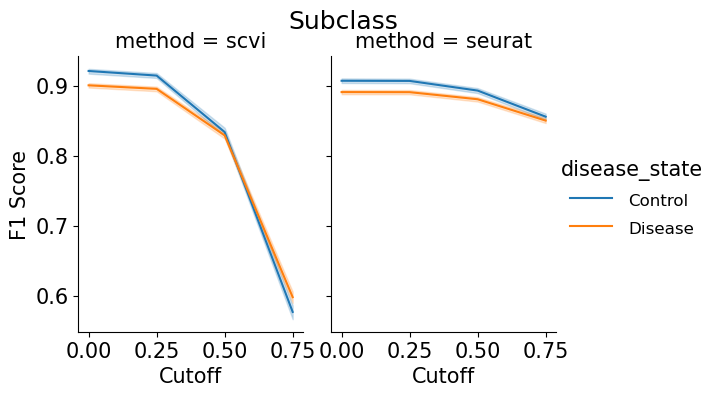 Subclass
method = scvi
method = seurat
F1 Score
0.9
0.8
0.7
0.6
0.00 0.25 0.50 0.75
0.00 0.25 0.50 0.75
Cutoff
Cutoff
disease_state
Control
Disease